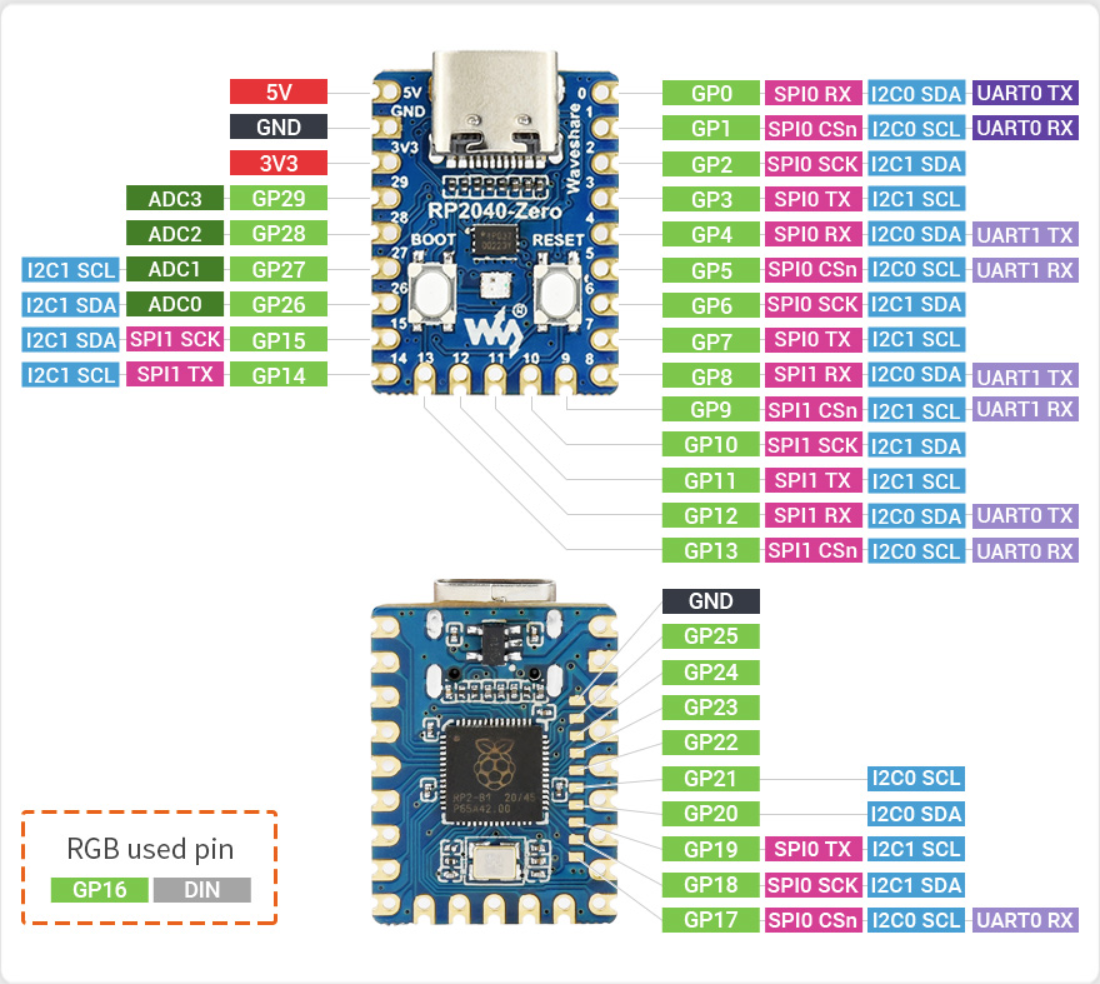 5V
GND
3V3
ADC3 GP29
ADC2 GP28
I2C1 SCL ADC1 GP27
I2C1 SDA ADC0 GP26
I2C1 SDA SPI1 SCK GP15
I2C1 SCL SPI1 TX GP14
5V
GND
3V3
29
28
27
26
15
14
13 12 11 10 9 8
0
1
2
3
4
5
6
7
Waveshare
RP2040-Zero
BOOT RESET
GP0 SPI0 RX I2C0 SDA UART0 TX
GP1 SPI0 CSn I2C0 SCL UART0 RX
GP2 SPI0 SCK I2C1 SDA
GP3 SPI0 TX I2C1 SCL
GP4 SPI0 RX I2C0 SDA UART1 TX
GP5 SPI0 CSn I2C0 SCL UART1 RX
GP6 SPI0 SCK I2C1 SDA
GP7 SPI0 TX I2C1 SCL
GP8 SPI1 RX I2C0 SDA UART1 TX
GP9 SPI1 CSn I2C1 SCL UART1 RX
GP10 SPI1 SCK I2C1 SDA
GP11 SPI1 TX I2C1 SCL
GP12 SPI1 RX I2C0 SDA UART0 TX
GP13 SPI1 CSn I2C0 SCL UART0 RX
GND
GP25
GP24
GP23
GP22
GP21 I2C0 SCL
GP20 I2C0 SDA
GP19 SPI0 TX I2C1 SCL
GP18 SPI0 SCK I2C1 SDA
GP17 SPI0 CSn I2C0 SCL UART0 RX
RP2-B1 20/45
RGB used pin
GP16 DIN